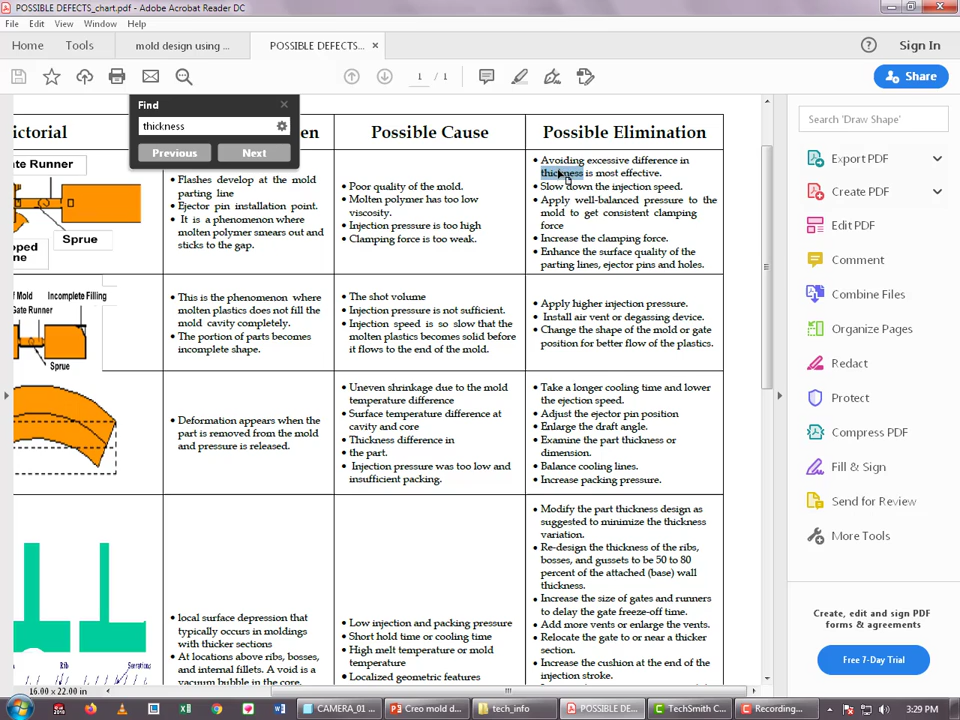 POSSIBLE DEFECTS_chart.pdf - Adobe Acrobat Reader DC
File Edit View Window Help
Home Tools mold design using ... POSSIBLE DEFECTS... ×
Sign In
1 / 1
Share
Find
thickness
Previous Next
ictorial
en
Possible Cause
Possible Elimination
ate Runner
Sprue
pped
ne
• Flashes develop at the mold
parting line
• Ejector pin installation point.
• It is a phenomenon where
molten polymer smears out and
sticks to the gap.
• Poor quality of the mold.
• Molten polymer has too low
viscosity.
• Injection pressure is too high
• Clamping force is too weak.
• Avoiding excessive difference in
thickness is most effective.
• Slow down the injection speed.
• Apply well-balanced pressure to the
mold to get consistent clamping
force
• Increase the clamping force.
• Enhance the surface quality of the
parting lines, ejector pins and holes.
f Mold Incomplete Filling
Gate Runner
Sprue
• This is the phenomenon where
molten plastics does not fill the
mold cavity completely.
• The portion of parts becomes
incomplete shape.
• The shot volume
• Injection pressure is not sufficient.
• Injection speed is so slow that the
molten plastics becomes solid before
it flows to the end of the mold.
• Apply higher injection pressure.
• Install air vent or degassing device.
• Change the shape of the mold or gate
position for better flow of the plastics.
• Deformation appears when the
part is removed from the mold
and pressure is released.
• Uneven shrinkage due to the mold
temperature difference
• Surface temperature difference at
cavity and core
• Thickness difference in
• the part.
• Injection pressure was too low and
insufficient packing.
• Take a longer cooling time and lower
the ejection speed.
• Adjust the ejector pin position
• Enlarge the draft angle.
• Examine the part thickness or
dimension.
• Balance cooling lines.
• Increase packing pressure.
Rib
Serrations
• local surface depression that
typically occurs in moldings
with thicker sections
• At locations above ribs, bosses,
and internal fillets. A void is a
vacuum bubble in the core.
• Low injection and packing pressure
• Short hold time or cooling time
• High melt temperature or mold
temperature
• Localized geometric features
• Modify the part thickness design as
suggested to minimize the thickness
variation.
• Re-design the thickness of the ribs,
bosses, and gussets to be 50 to 80
percent of the attached (base) wall
thickness.
• Increase the size of gates and runners
to delay the gate freeze-off time.
• Add more vents or enlarge the vents.
• Relocate the gate to or near a thicker
section.
• Increase the cushion at the end of the
injection stroke.
16.00 x 22.00 in
Search 'Draw Shape'
Export PDF
Create PDF
Edit PDF
Comment
Combine Files
Organize Pages
Redact
Protect
Compress PDF
Fill & Sign
Send for Review
More Tools
Create, edit and sign PDF
forms & agreements
Free 7-Day Trial
CAMERA_01 ... Creo mold d... tech_info POSSIBLE DE... TechSmith C... Recording...
3:29 PM